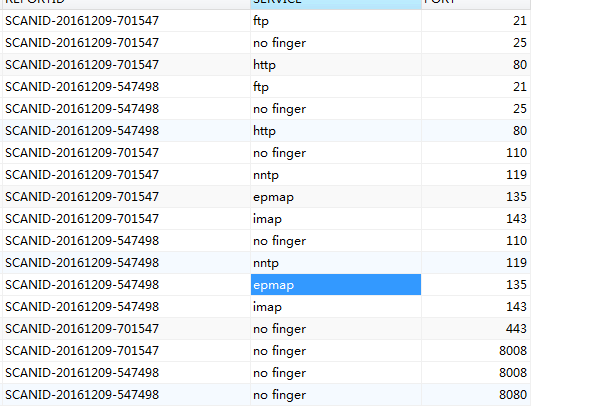 REPORTID SERVICE PORT
SCANID-20161209-701547 ftp 21
SCANID-20161209-701547 no finger 25
SCANID-20161209-701547 http 80
SCANID-20161209-547498 ftp 21
SCANID-20161209-547498 no finger 25
SCANID-20161209-547498 http 80
SCANID-20161209-701547 no finger 110
SCANID-20161209-701547 nntp 119
SCANID-20161209-701547 epmap 135
SCANID-20161209-701547 imap 143
SCANID-20161209-547498 no finger 110
SCANID-20161209-547498 nntp 119
SCANID-20161209-547498 epmap 135
SCANID-20161209-547498 imap 143
SCANID-20161209-701547 no finger 443
SCANID-20161209-701547 no finger 8008
SCANID-20161209-547498 no finger 8008
SCANID-20161209-547498 no finger 8080